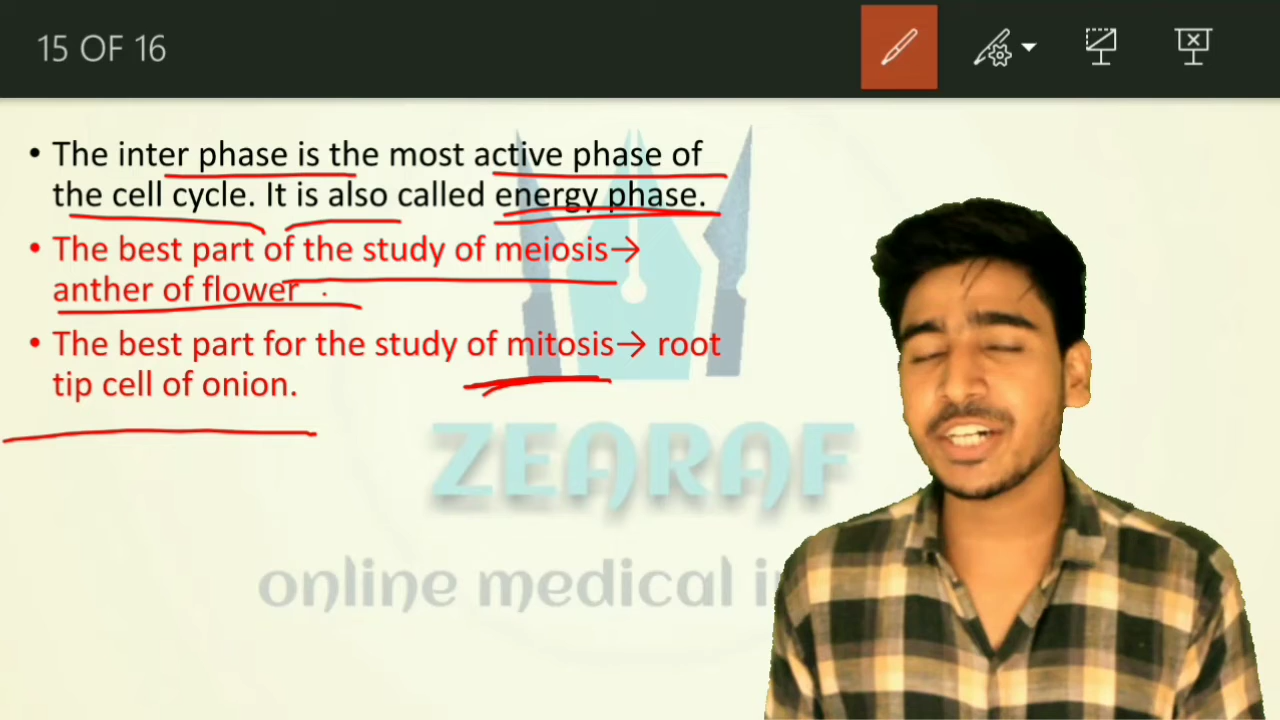 15 OF 16
• The inter phase is the most active phase of
the cell cycle. It is also called energy phase.
• The best part of the study of meiosis→
anther of flower
• The best part for the study of mitosis→ root
tip cell of onion.
ZEARAF
online medical